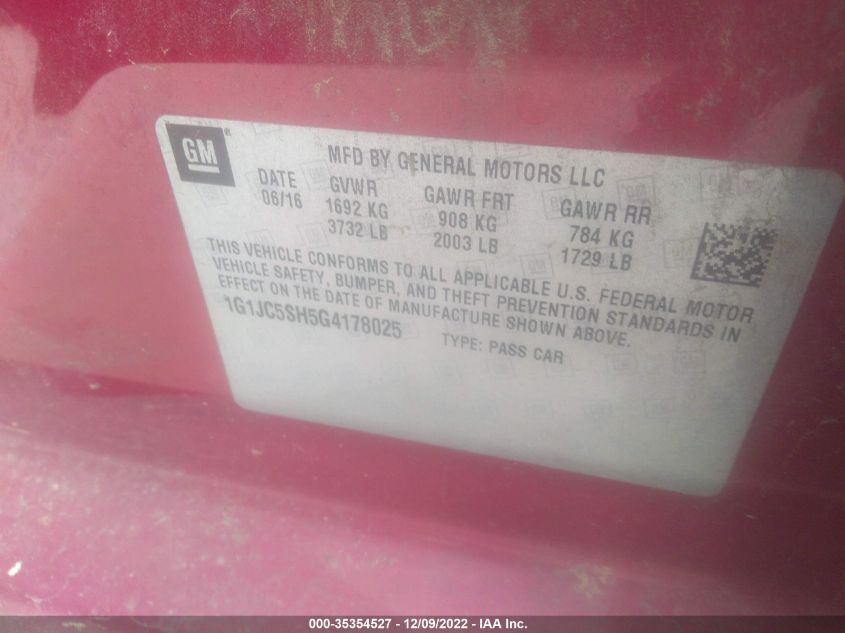 GM ®
MFD BY GENERAL MOTORS LLC
DATE GVWR GAWR FRT GAWR RR
06/16 1692 KG 908 KG 784 KG
3732 LB 2003 LB 1729 LB
THIS VEHICLE CONFORMS TO ALL APPLICABLE U.S. FEDERAL MOTOR
VEHICLE SAFETY, BUMPER, AND THEFT PREVENTION STANDARDS IN
EFFECT ON THE DATE OF MANUFACTURE SHOWN ABOVE.
1G1JC5SH5G4178025 TYPE: PASS CAR
000-35354527 - 12/09/2022 - IAA Inc.